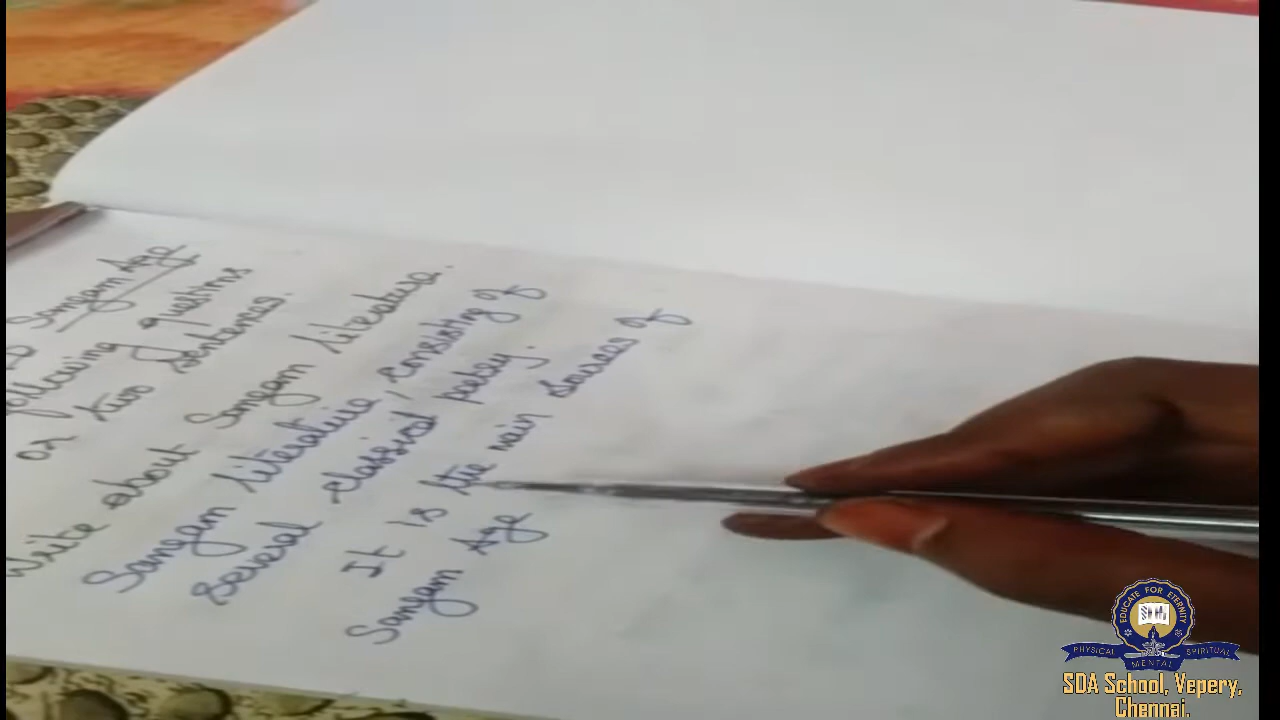 Sangam Age
following questions
or two sentences.
Write about Sangam literature.
Sangam literature, consisting of
several classical poetry.
It is the main sources of
Sangam Age
EDUCATE FOR ETERNITY
SDA
PHYSICAL MENTAL SPIRITUAL
SDA School, Vepery,
Chennai.